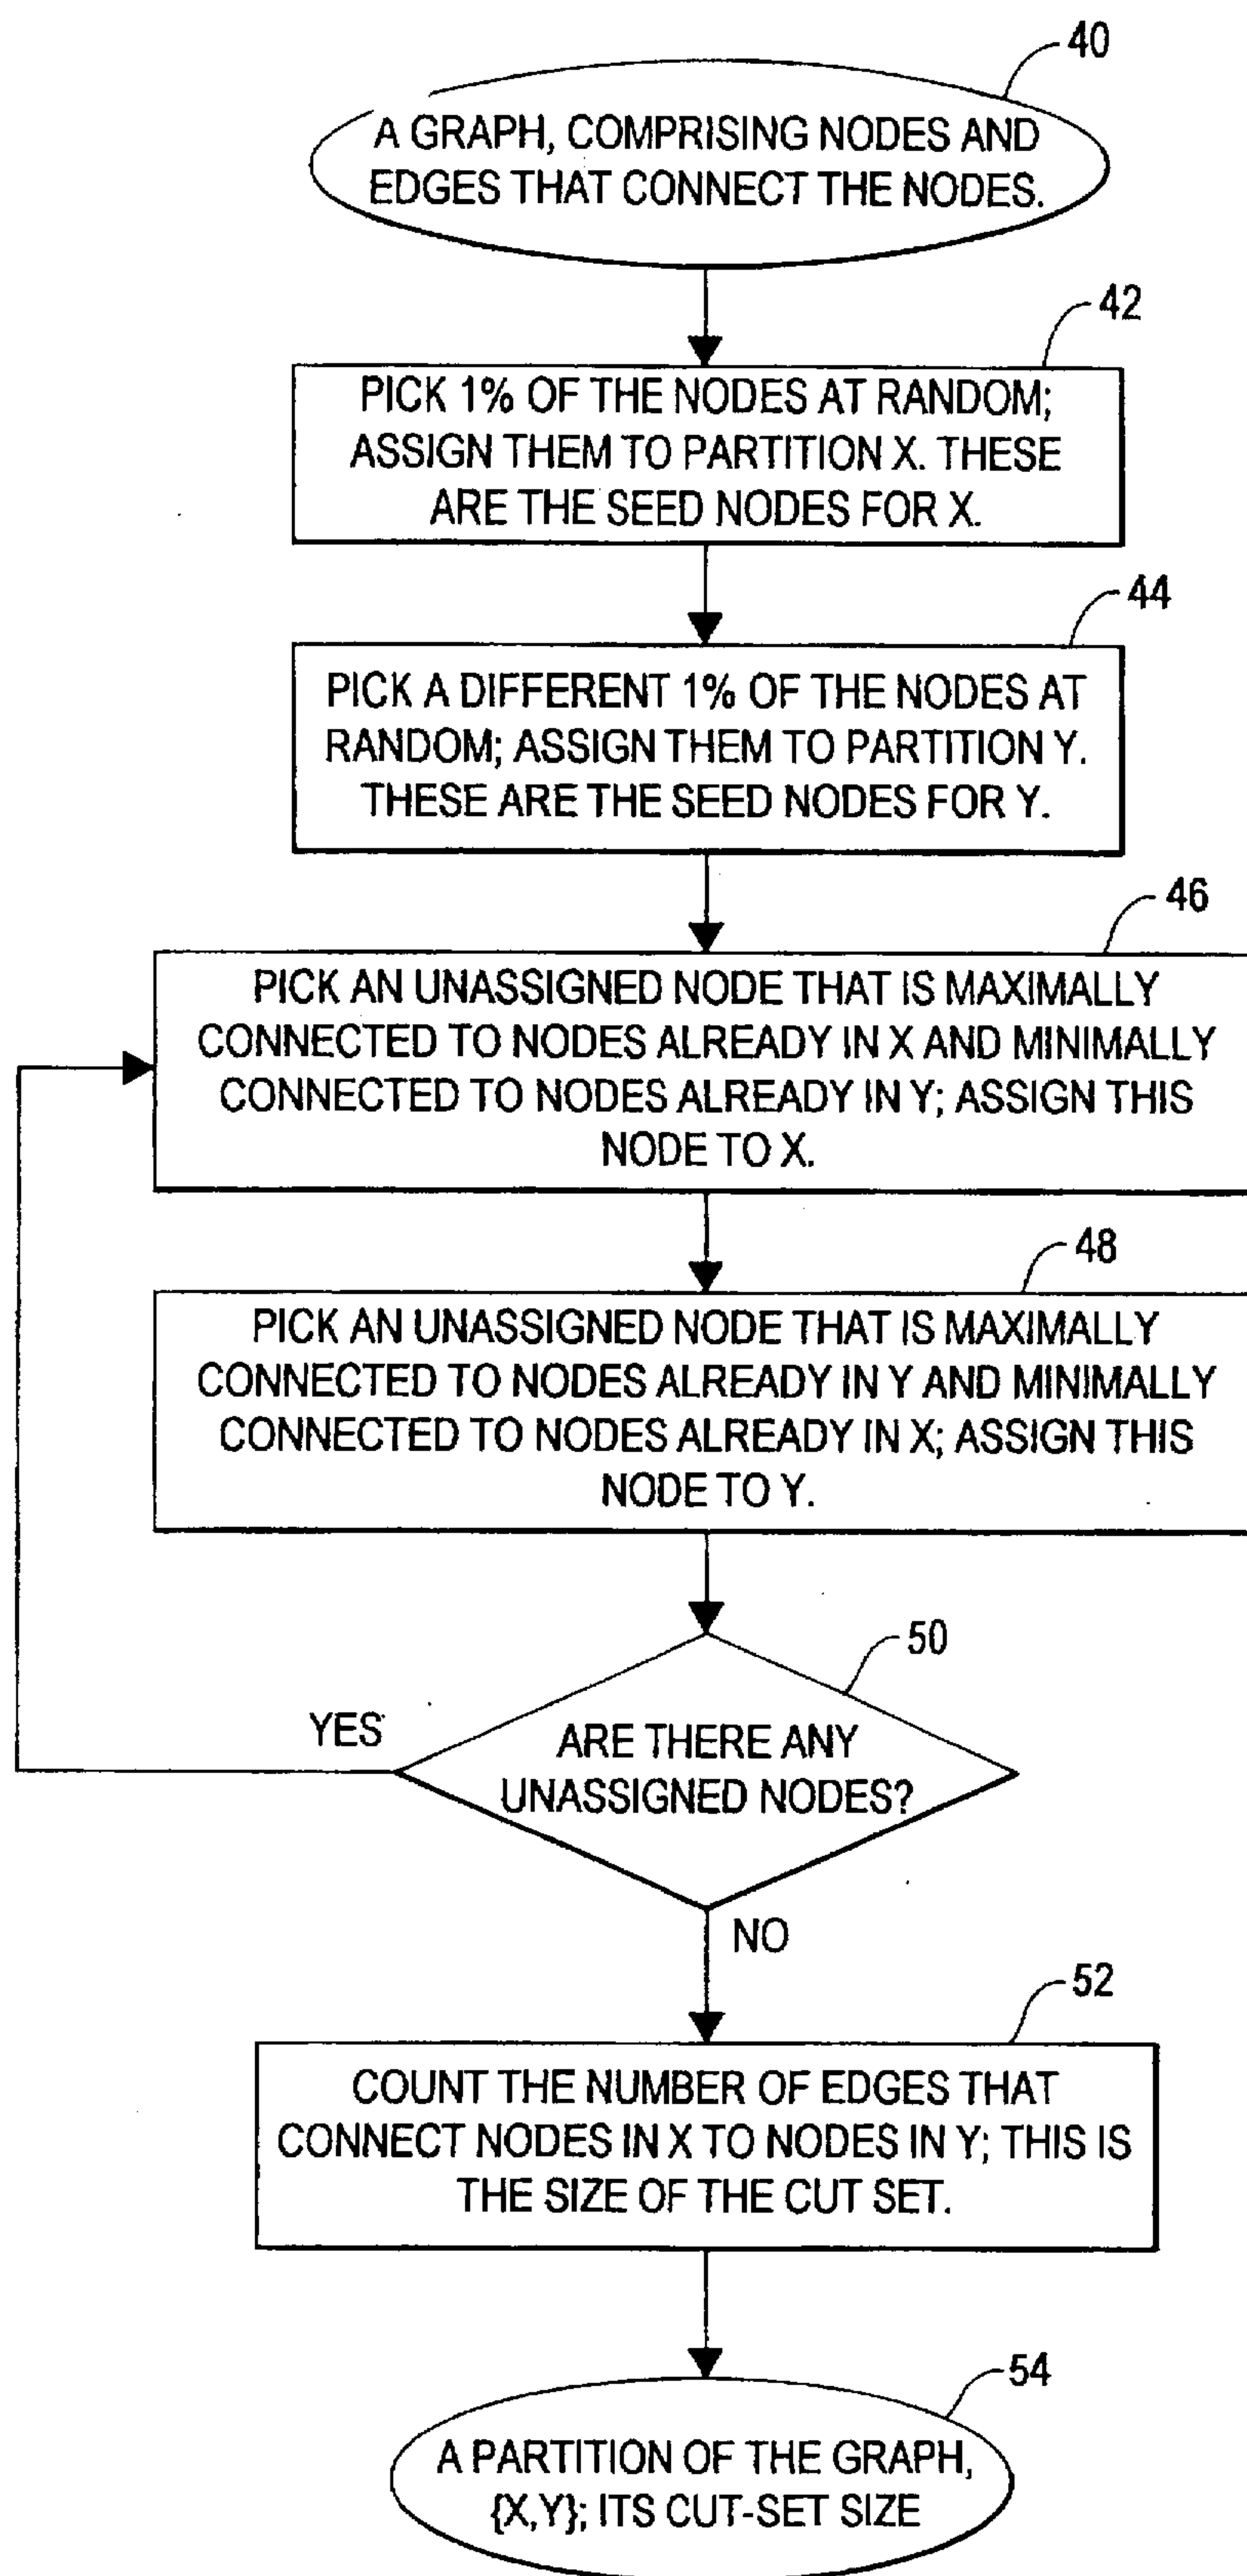 40
A GRAPH, COMPRISING NODES AND
EDGES THAT CONNECT THE NODES.
42
PICK 1% OF THE NODES AT RANDOM;
ASSIGN THEM TO PARTITION X. THESE
ARE THE SEED NODES FOR X.
44
PICK A DIFFERENT 1% OF THE NODES AT
RANDOM; ASSIGN THEM TO PARTITION Y.
THESE ARE THE SEED NODES FOR Y.
46
PICK AN UNASSIGNED NODE THAT IS MAXIMALLY
CONNECTED TO NODES ALREADY IN X AND MINIMALLY
CONNECTED TO NODES ALREADY IN Y; ASSIGN THIS
NODE TO X.
48
PICK AN UNASSIGNED NODE THAT IS MAXIMALLY
CONNECTED TO NODES ALREADY IN Y AND MINIMALLY
CONNECTED TO NODES ALREADY IN X; ASSIGN THIS
NODE TO Y.
50
YES
ARE THERE ANY
UNASSIGNED NODES?
NO
52
COUNT THE NUMBER OF EDGES THAT
CONNECT NODES IN X TO NODES IN Y; THIS IS
THE SIZE OF THE CUT SET.
54
A PARTITION OF THE GRAPH,
{X,Y}; ITS CUT-SET SIZE